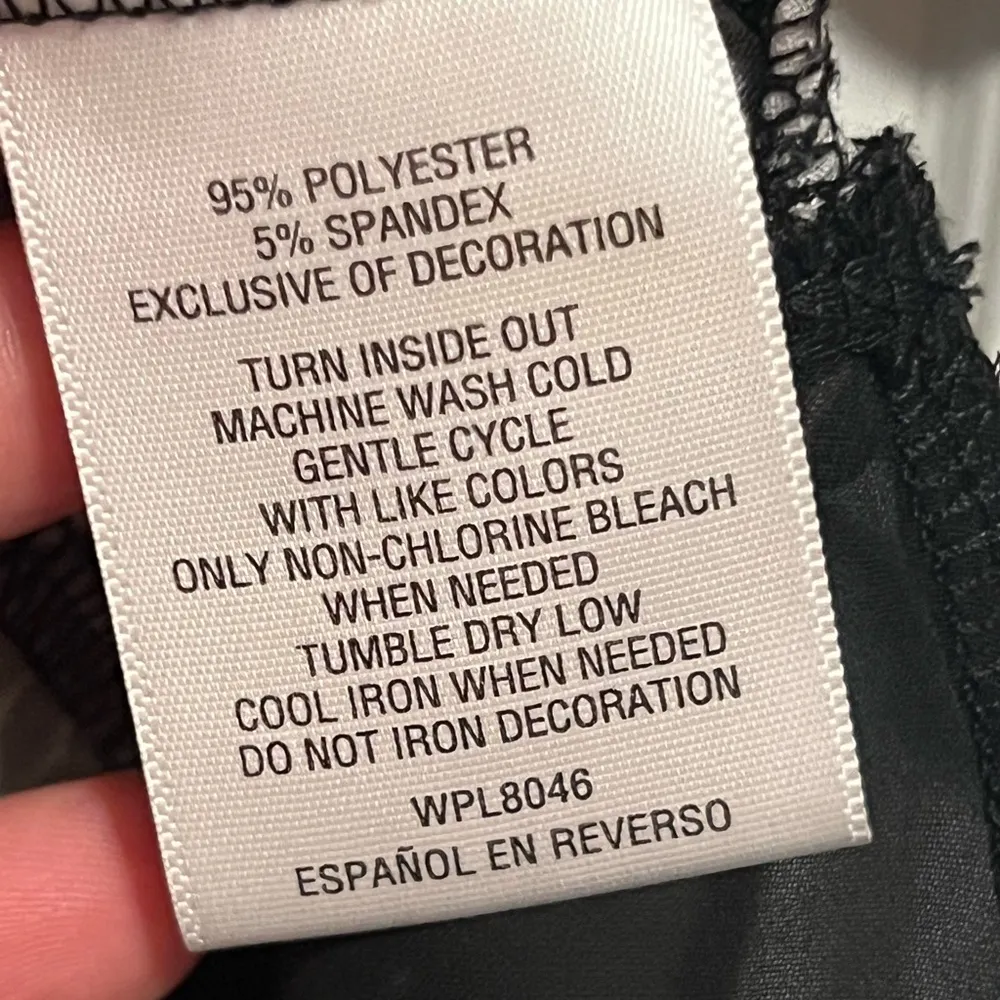 95% POLYESTER
5% SPANDEX
EXCLUSIVE OF DECORATION
TURN INSIDE OUT
MACHINE WASH COLD
GENTLE CYCLE
WITH LIKE COLORS
ONLY NON-CHLORINE BLEACH
WHEN NEEDED
TUMBLE DRY LOW
COOL IRON WHEN NEEDED
DO NOT IRON DECORATION
WPL8046
ESPAÑOL EN REVERSO